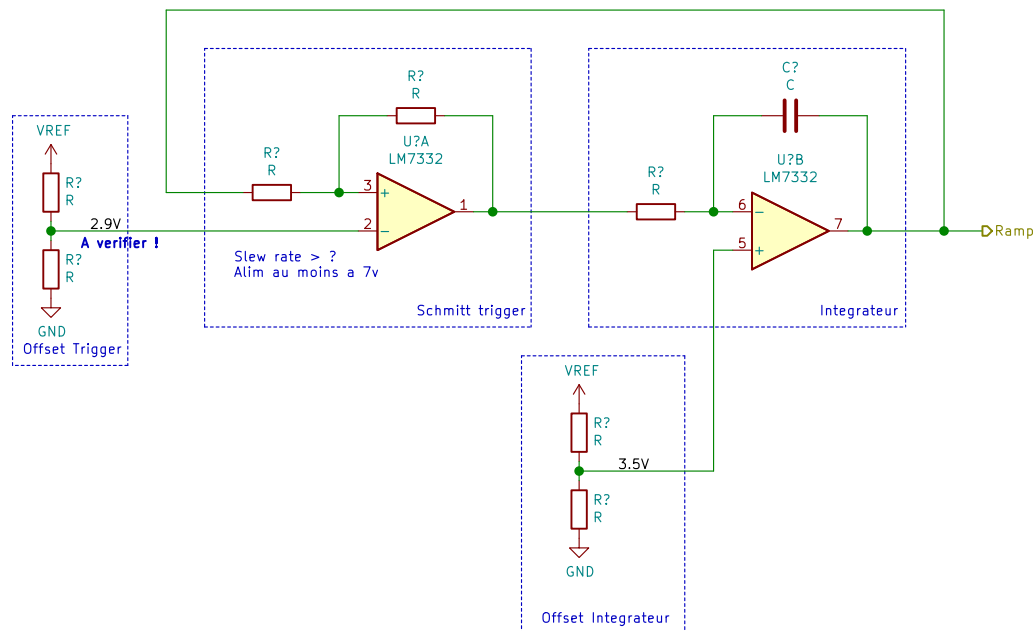 VREF
R?
R
2.9V
A verifier !
R?
R
GND
Offset Trigger
R?
R
R?
R
U?A
LM7332
3
+
2
−
1
Slew rate > ?
Alim au moins a 7v
Schmitt trigger
R?
R
C?
C
U?B
LM7332
6
−
5
+
7
Integrateur
Ramp
VREF
R?
R
3.5V
R?
R
GND
Offset Integrateur